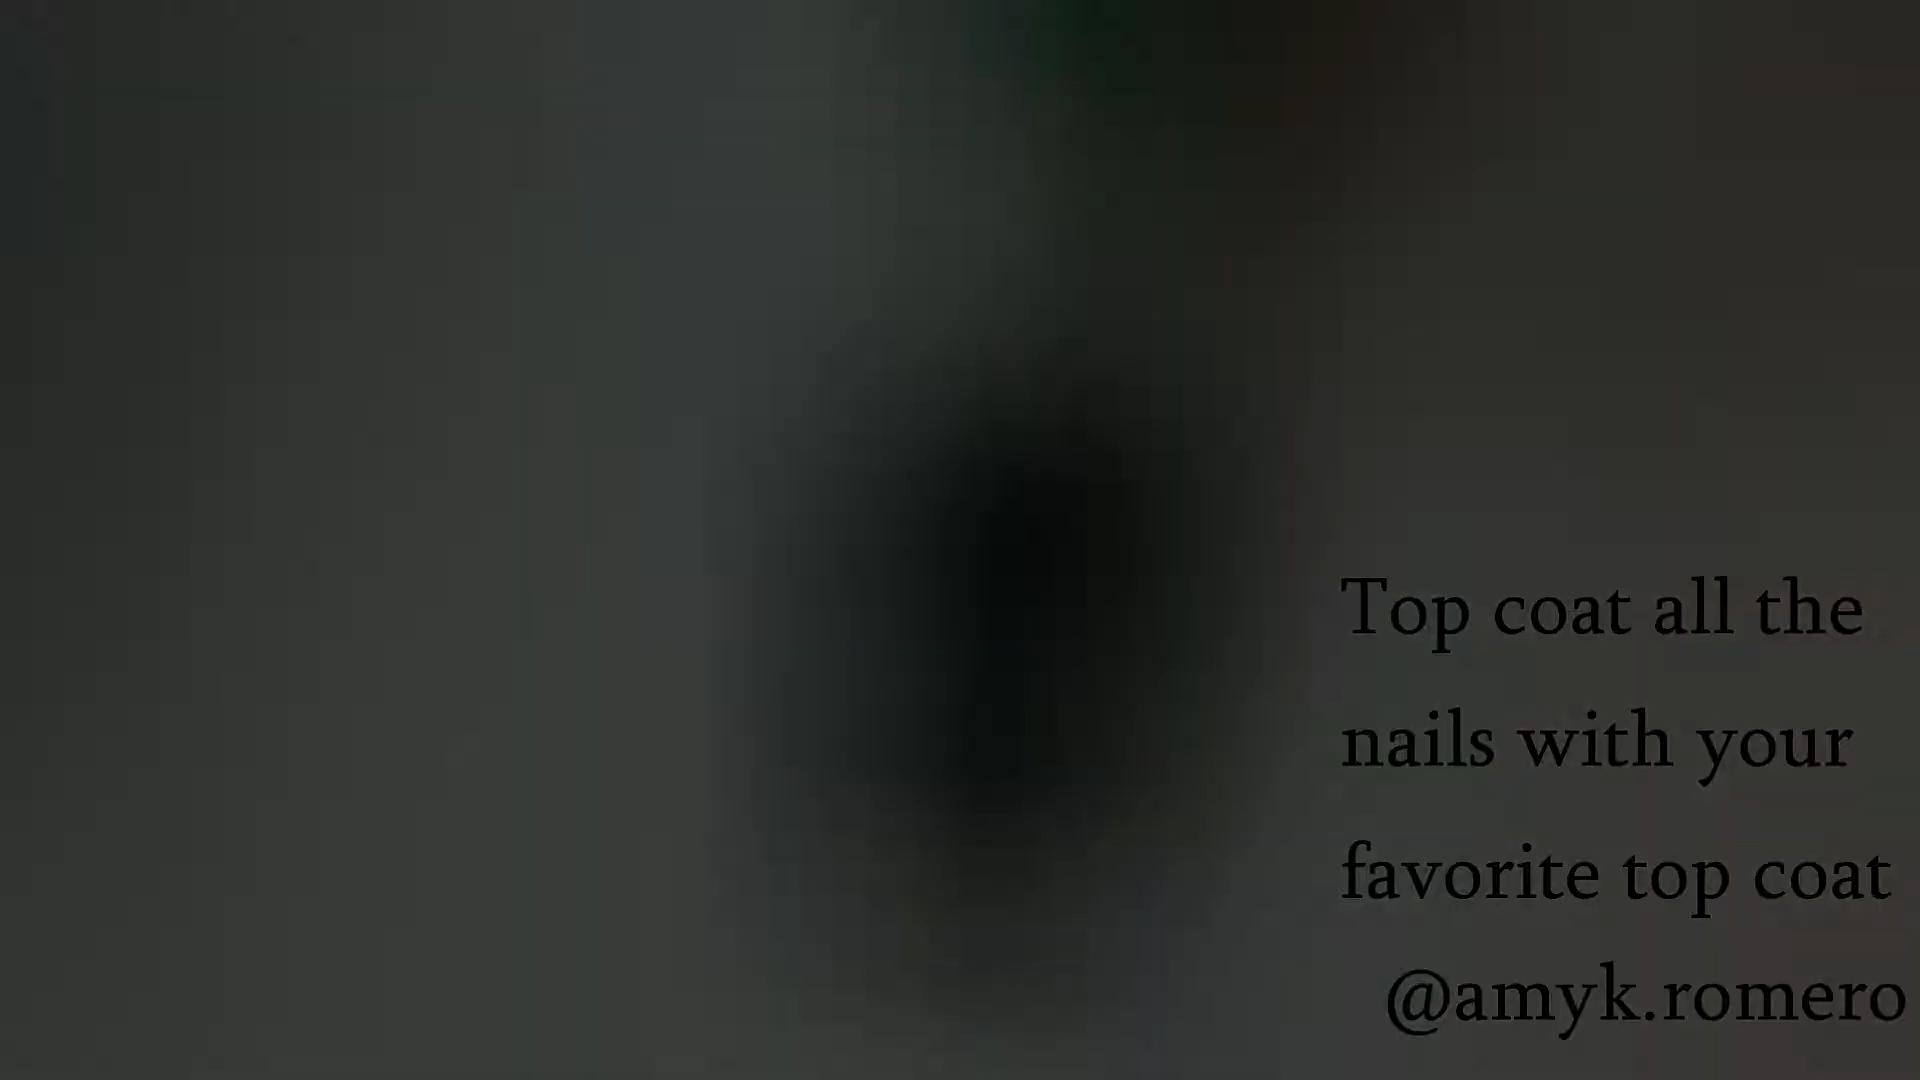 Top coat all the
nails with your
favorite top coat
@amyk.romero